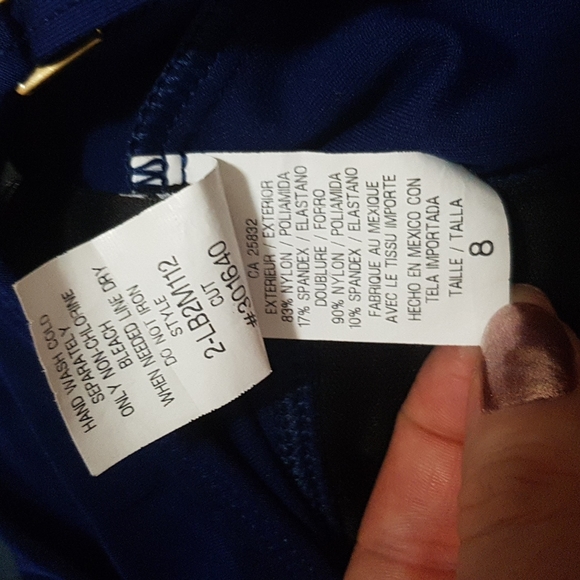 HAND WASH COLD
SEPARATELY
ONLY NON-CHLORINE
BLEACH
WHEN NEEDED LINE DRY
DO NOT IRON
STYLE
2-LB2M112
CUT
#301640
CA 25832
EXTERIEUR / EXTERIOR
83% NYLON / POLIAMIDA
17% SPANDEX / ELASTANO
DOUBLURE / FORRO
90% NYLON / POLIAMIDA
10% SPANDEX / ELASTANO
FABRIQUE AU MEXIQUE
AVEC LE TISSU IMPORTE
HECHO EN MEXICO CON
TELA IMPORTADA
TAILLE / TALLA
8